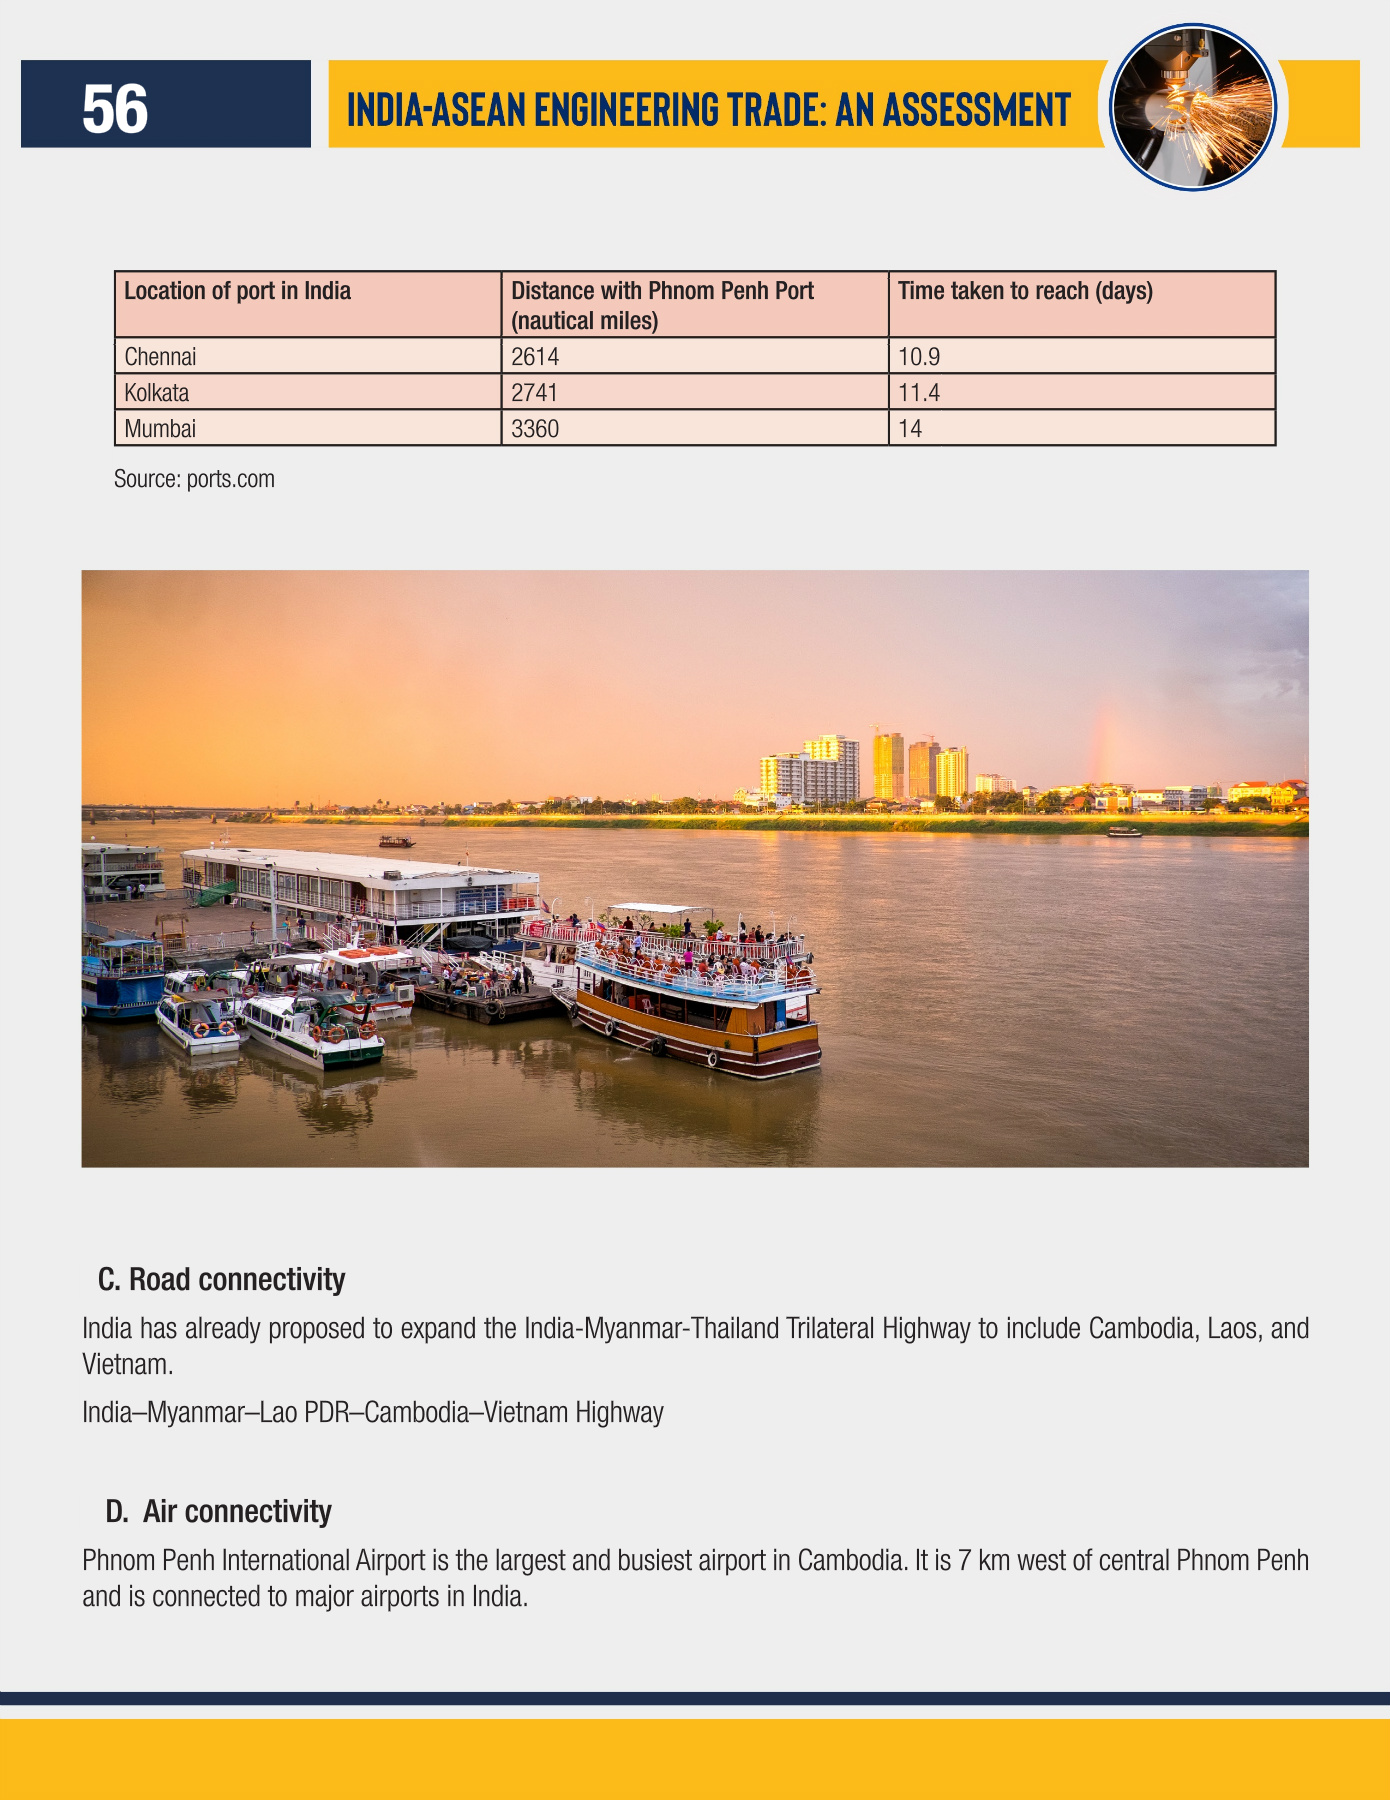 56
INDIA-ASEAN ENGINEERING TRADE: AN ASSESSMENT
Location of port in India
Distance with Phnom Penh Port
(nautical miles)
Time taken to reach (days)
Chennai 2614 10.9
Kolkata 2741 11.4
Mumbai 3360 14
Source: ports.com
C. Road connectivity
India has already proposed to expand the India-Myanmar-Thailand Trilateral Highway to include Cambodia, Laos, and
Vietnam.
India–Myanmar–Lao PDR–Cambodia–Vietnam Highway
D. Air connectivity
Phnom Penh International Airport is the largest and busiest airport in Cambodia. It is 7 km west of central Phnom Penh
and is connected to major airports in India.